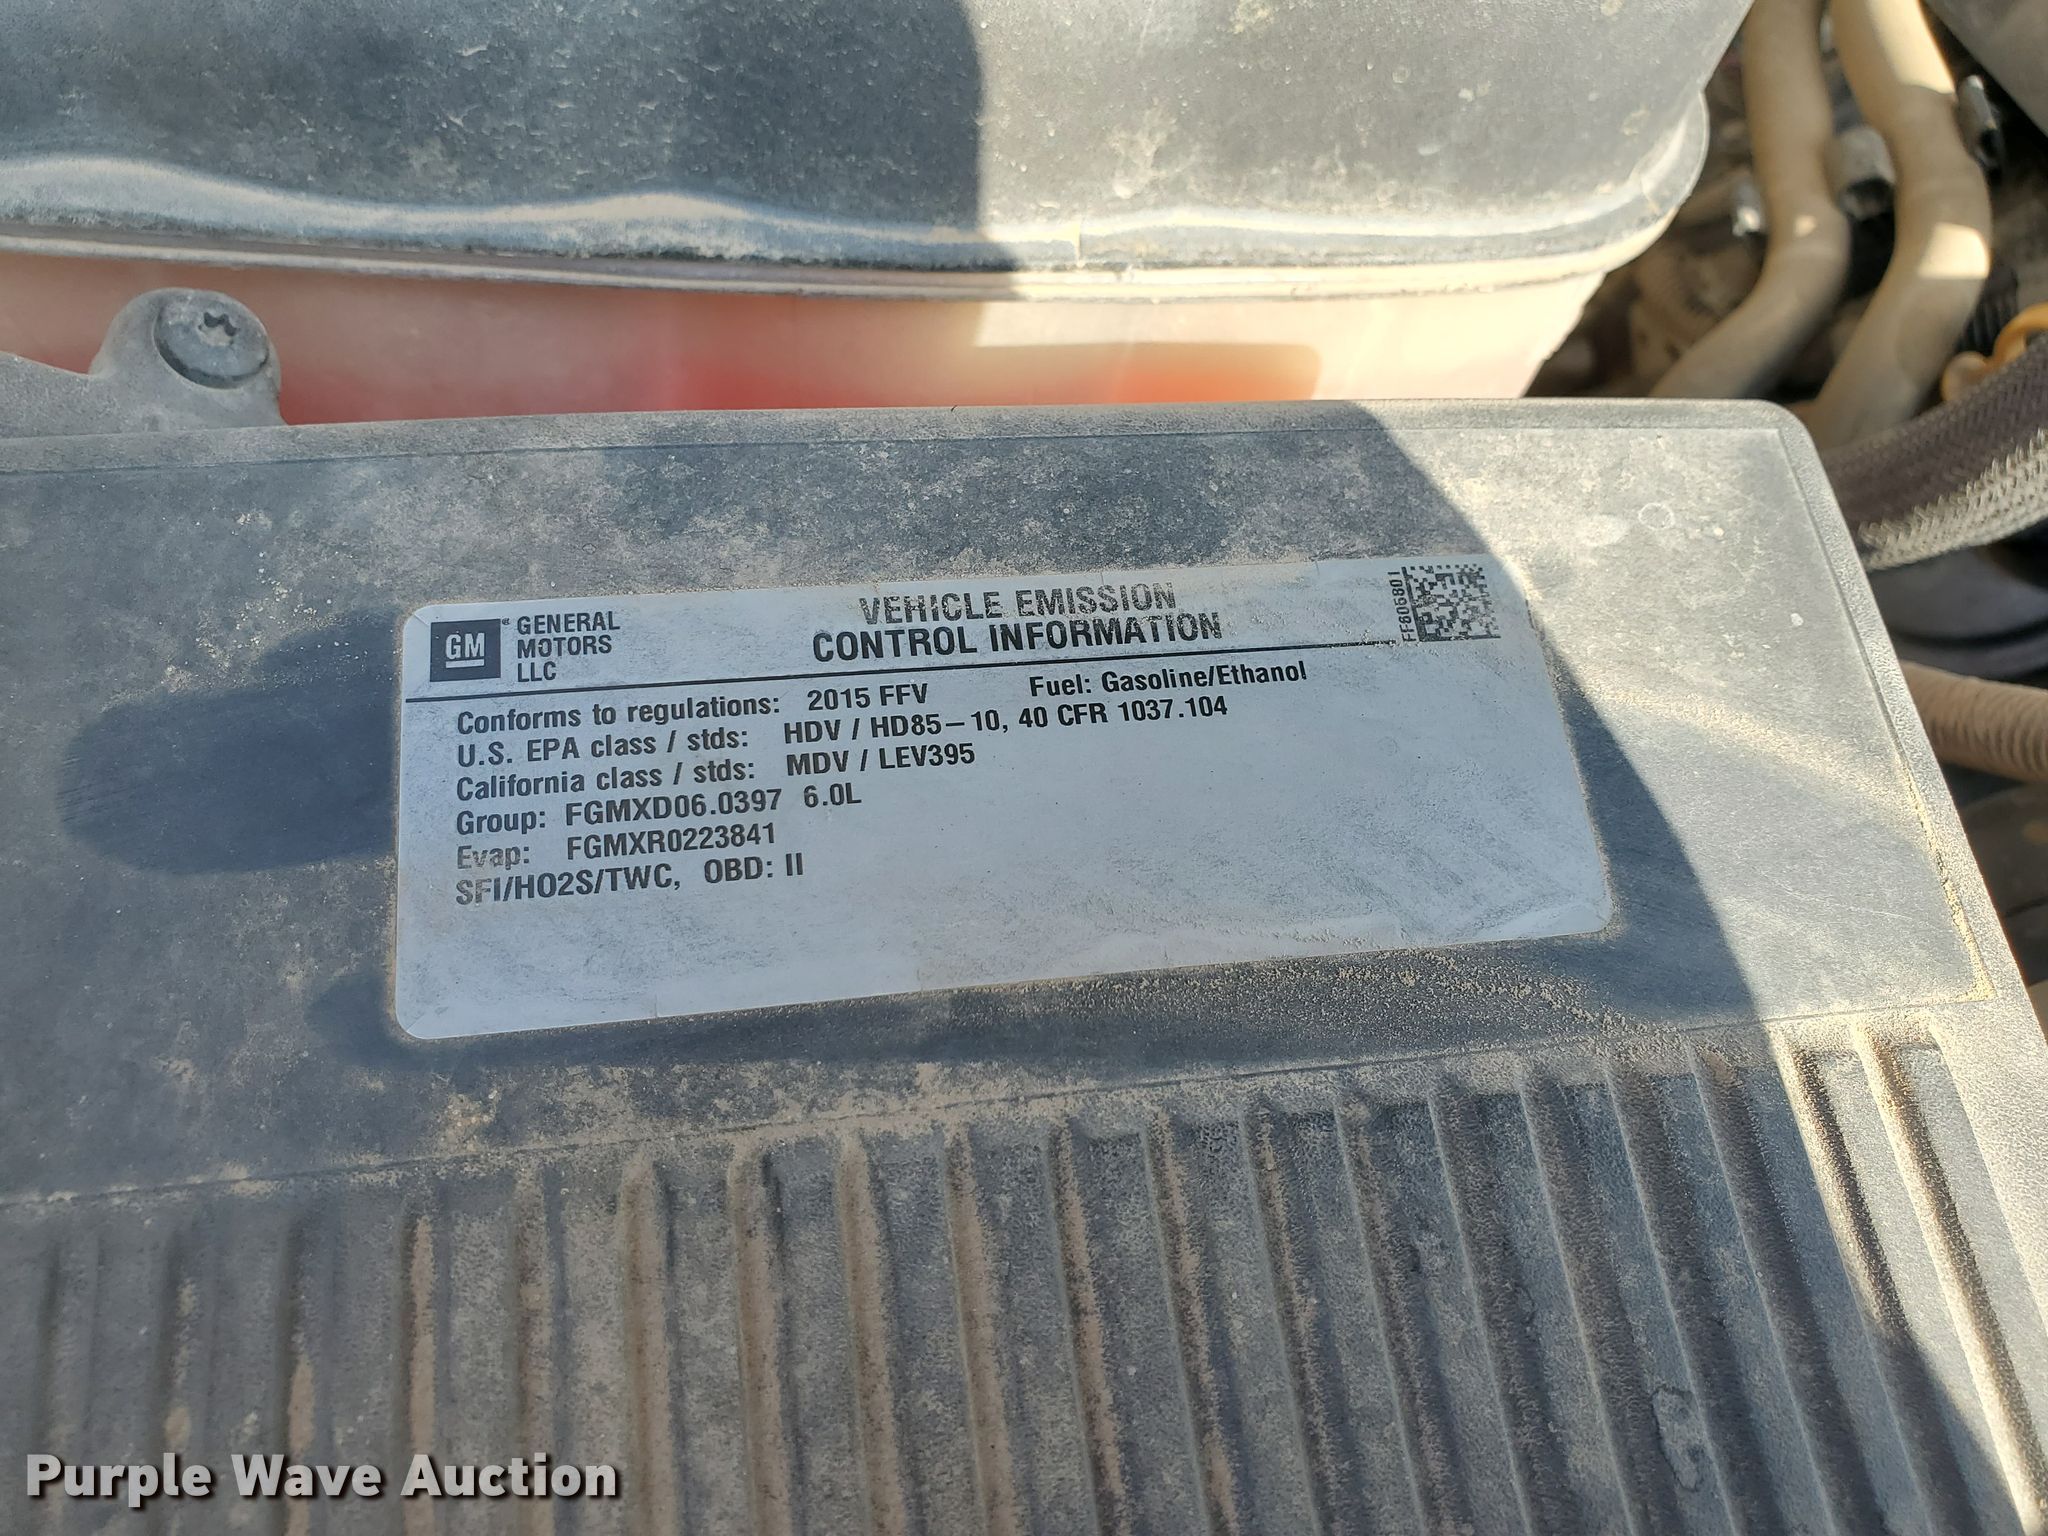 GM
GENERAL
MOTORS
LLC
VEHICLE EMISSION
CONTROL INFORMATION
FF606801
Conforms to regulations: 2015 FFV Fuel: Gasoline/Ethanol
U.S. EPA class / stds: HDV / HD85–10, 40 CFR 1037.104
California class / stds: MDV / LEV395
Group: FGMXD06.0397 6.0L
Evap: FGMXR0223841
SFI/HO2S/TWC, OBD: II
Purple Wave Auction